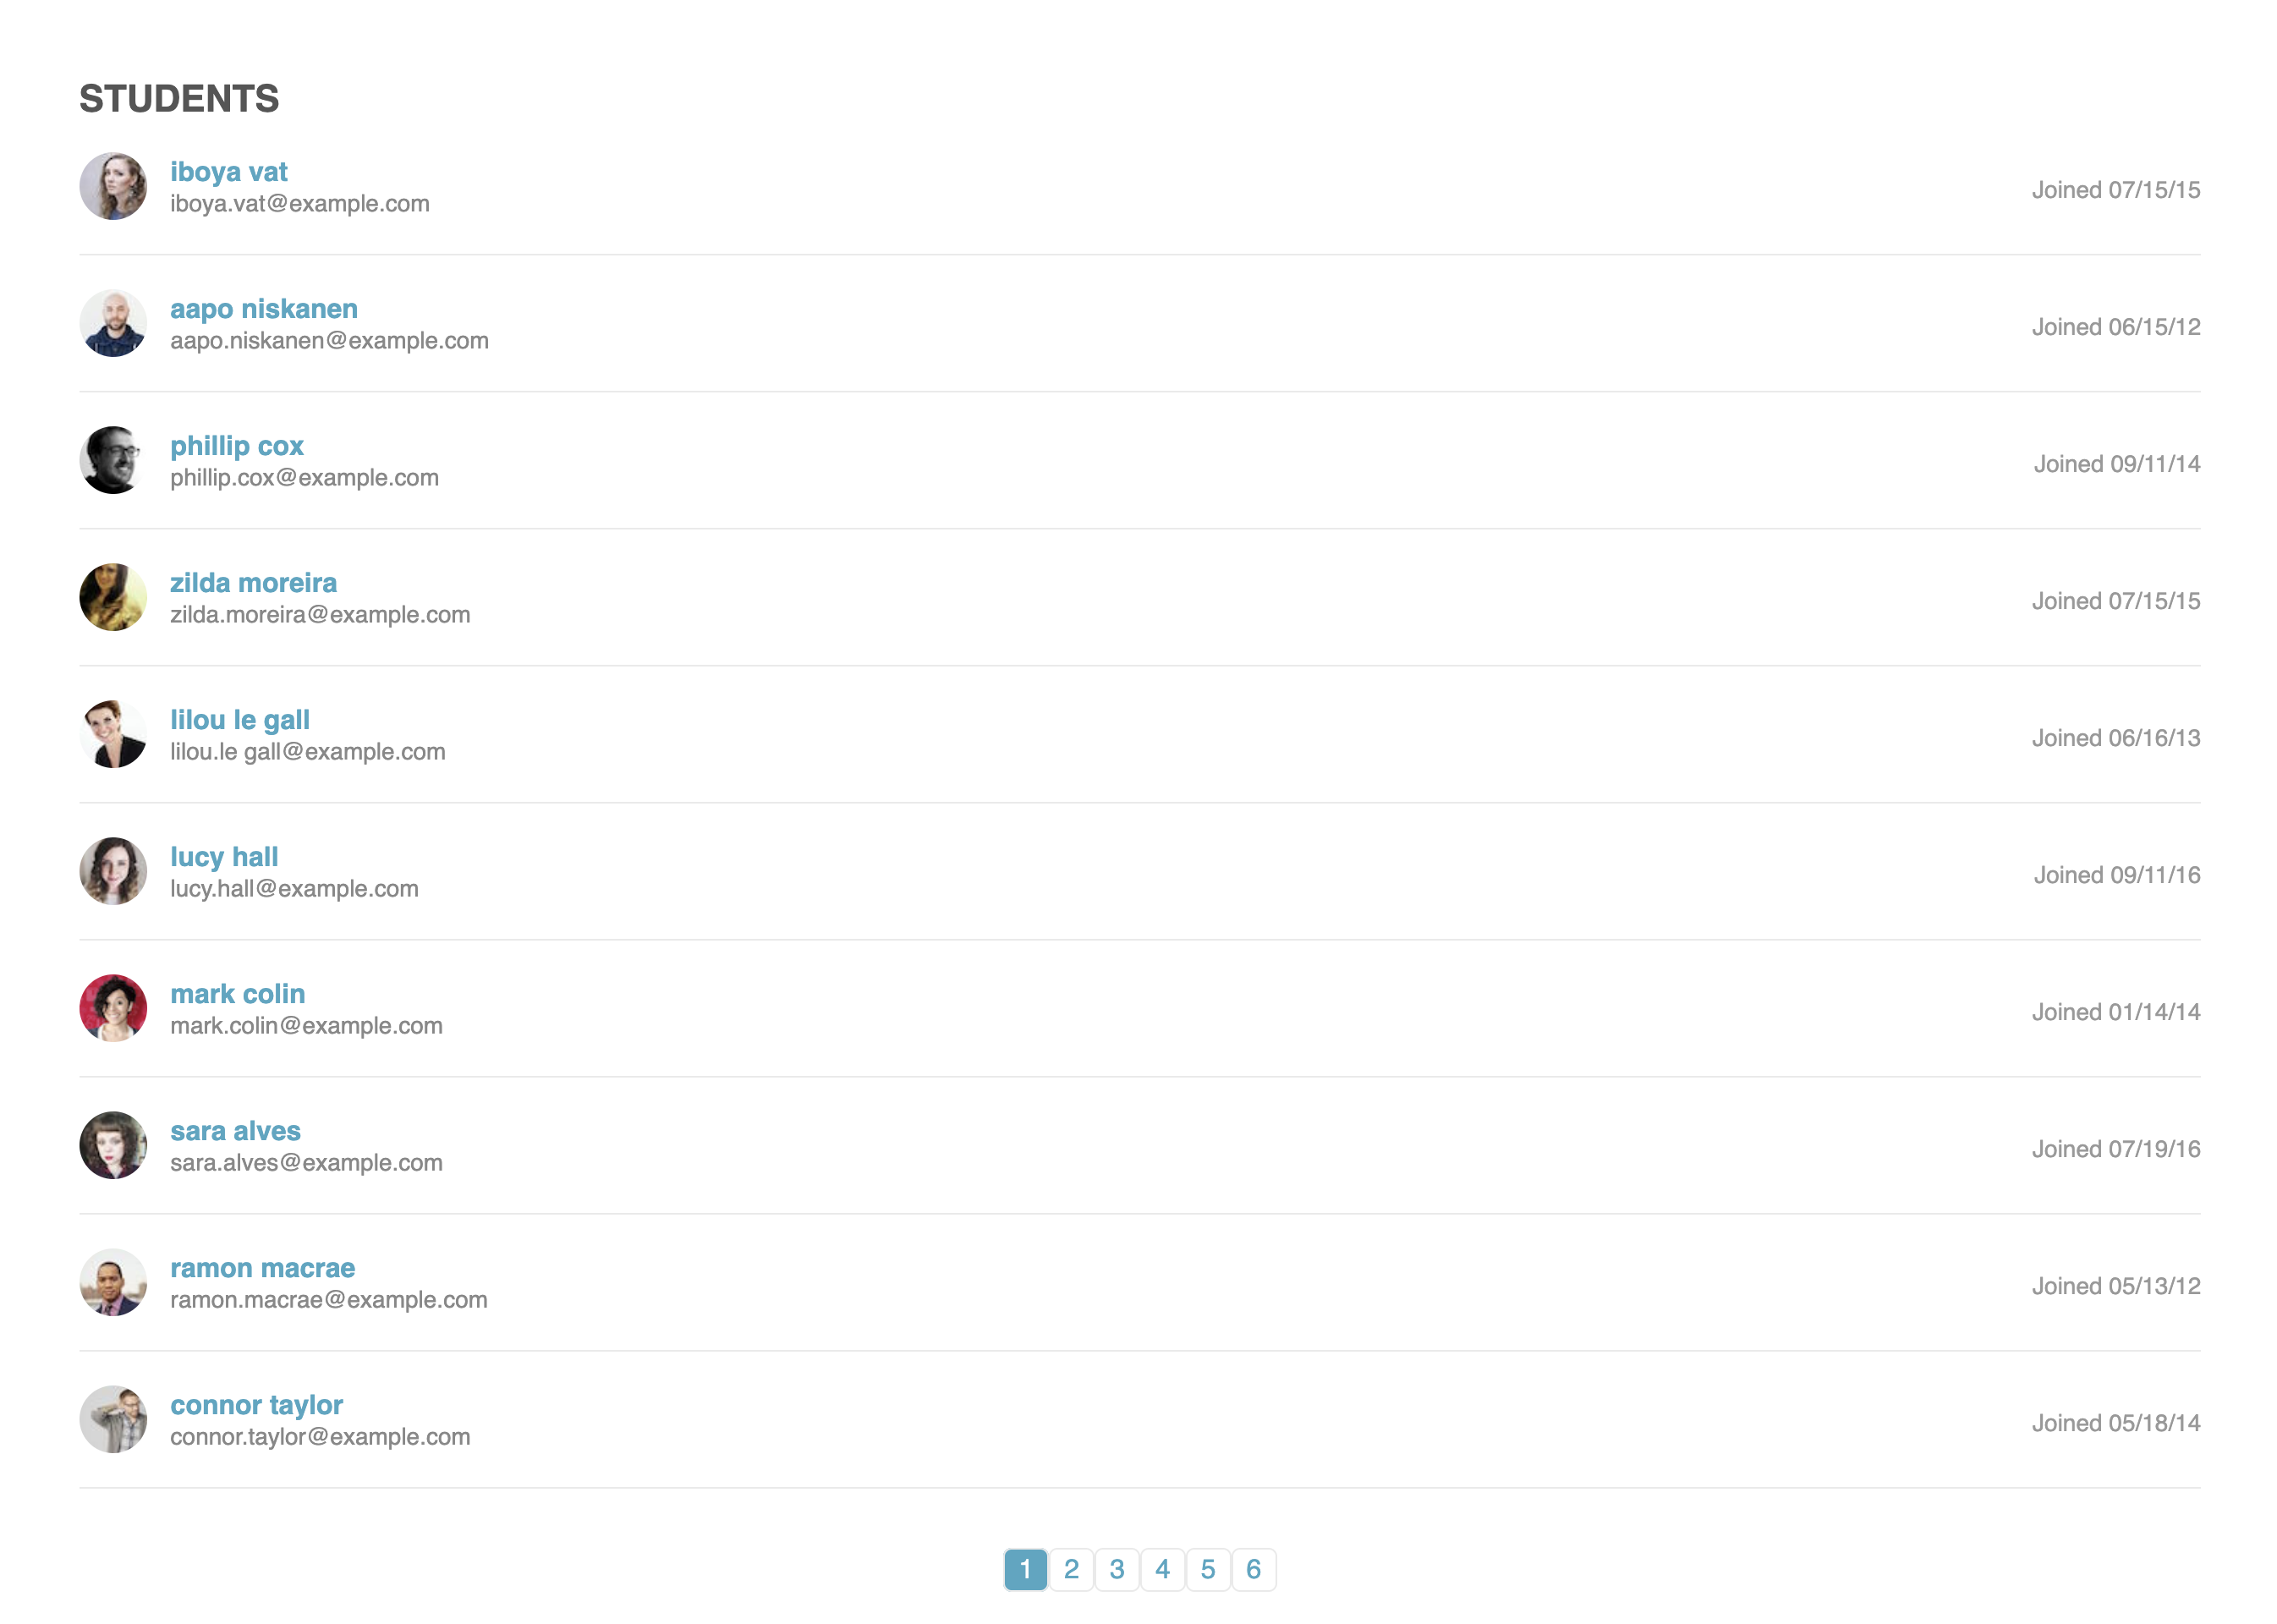 STUDENTS
iboya vat
iboya.vat@example.com
Joined 07/15/15
aapo niskanen
aapo.niskanen@example.com
Joined 06/15/12
phillip cox
phillip.cox@example.com
Joined 09/11/14
zilda moreira
zilda.moreira@example.com
Joined 07/15/15
lilou le gall
lilou.le gall@example.com
Joined 06/16/13
lucy hall
lucy.hall@example.com
Joined 09/11/16
mark colin
mark.colin@example.com
Joined 01/14/14
sara alves
sara.alves@example.com
Joined 07/19/16
ramon macrae
ramon.macrae@example.com
Joined 05/13/12
connor taylor
connor.taylor@example.com
Joined 05/18/14
1 2 3 4 5 6